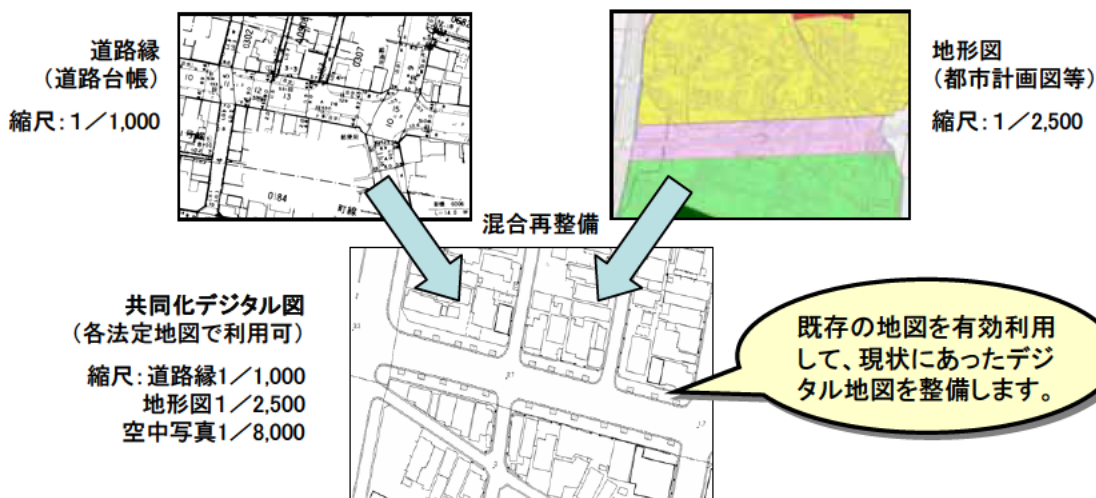 道路縁
(道路台帳)
縮尺:1/1,000
0302
0307
0184
町線
地形図
(都市計画図等)
縮尺:1/2,500
混合再整備
共同化デジタル図
(各法定地図で利用可)
縮尺:道路縁1/1,000
地形図1/2,500
空中写真1/8,000
既存の地図を有効利用
して、現状にあったデジ
タル地図を整備します。